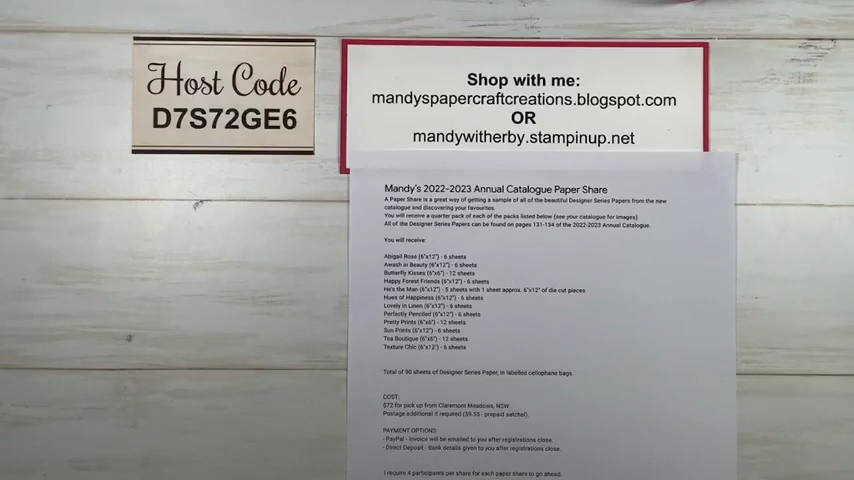 Host Code
D7S72GE6
Shop with me:
mandyspapercraftcreations.blogspot.com
OR
mandywitherby.stampinup.net
Mandy's 2022-2023 Annual Catalogue Paper Share
A Paper Share is a great way of getting a sample of all of the beautiful Designer Series Papers from the new
catalogue and discovering your favourites.
You will receive a quarter pack of each of the packs listed below (see your catalogue for images)
All of the Designer Series Papers can be found on pages 131-134 of the 2022-2023 Annual Catalogue.
You will receive:
Abigail Rose (6"x12") - 6 sheets
Awash in Beauty (6"x12") - 6 sheets
Butterfly Kisses (6"x6") - 12 sheets
Happy Forest Friends (6"x12") - 6 sheets
He's the Man (6"x12") - 5 sheets with 1 sheet approx. 6"x12" of die cut pieces
Hues of Happiness (6"x12") - 6 sheets
Lovely in Linen (6"x12") - 6 sheets
Perfectly Penciled (6"x12") - 6 sheets
Pretty Prints (6"x6") - 12 sheets
Sun Prints (6"x12") - 6 sheets
Tea Boutique (6"x6") - 12 sheets
Texture Chic (6"x12") - 6 sheets
Total of 90 sheets of Designer Series Paper, in labelled cellophane bags.
COST:
$72 for pick up from Claremont Meadows, NSW.
Postage additional if required ($9.55 - prepaid satchel).
PAYMENT OPTIONS:
- PayPal - invoice will be emailed to you after registrations close.
- Direct Deposit - Bank details given to you after registrations close.
I require 4 participants per share for each paper share to go ahead.